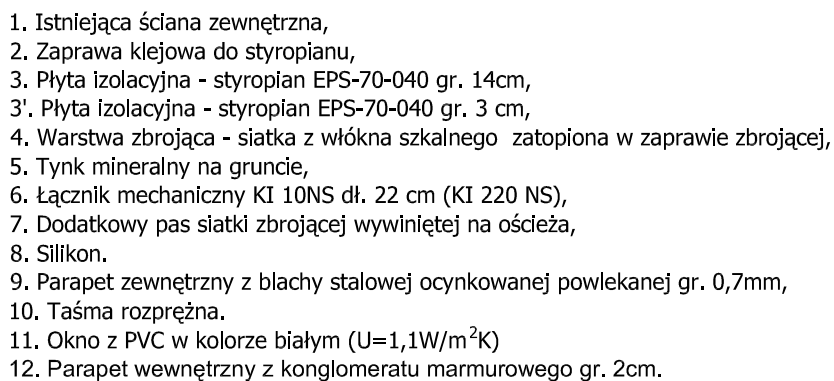 1. Istniejąca ściana zewnętrzna,
2. Zaprawa klejowa do styropianu,
3. Płyta izolacyjna - styropian EPS-70-040 gr. 14cm,
3'. Płyta izolacyjna - styropian EPS-70-040 gr. 3 cm,
4. Warstwa zbrojąca - siatka z włókna szkalnego  zatopiona w zaprawie zbrojącej,
5. Tynk mineralny na gruncie,
6. Łącznik mechaniczny KI 10NS dł. 22 cm (KI 220 NS),
7. Dodatkowy pas siatki zbrojącej wywiniętej na ościeża,
8. Silikon.
9. Parapet zewnętrzny z blachy stalowej ocynkowanej powlekanej gr. 0,7mm,
10. Taśma rozprężna.
11. Okno z PVC w kolorze białym (U=1,1W/m²K)
12. Parapet wewnętrzny z konglomeratu marmurowego gr. 2cm.